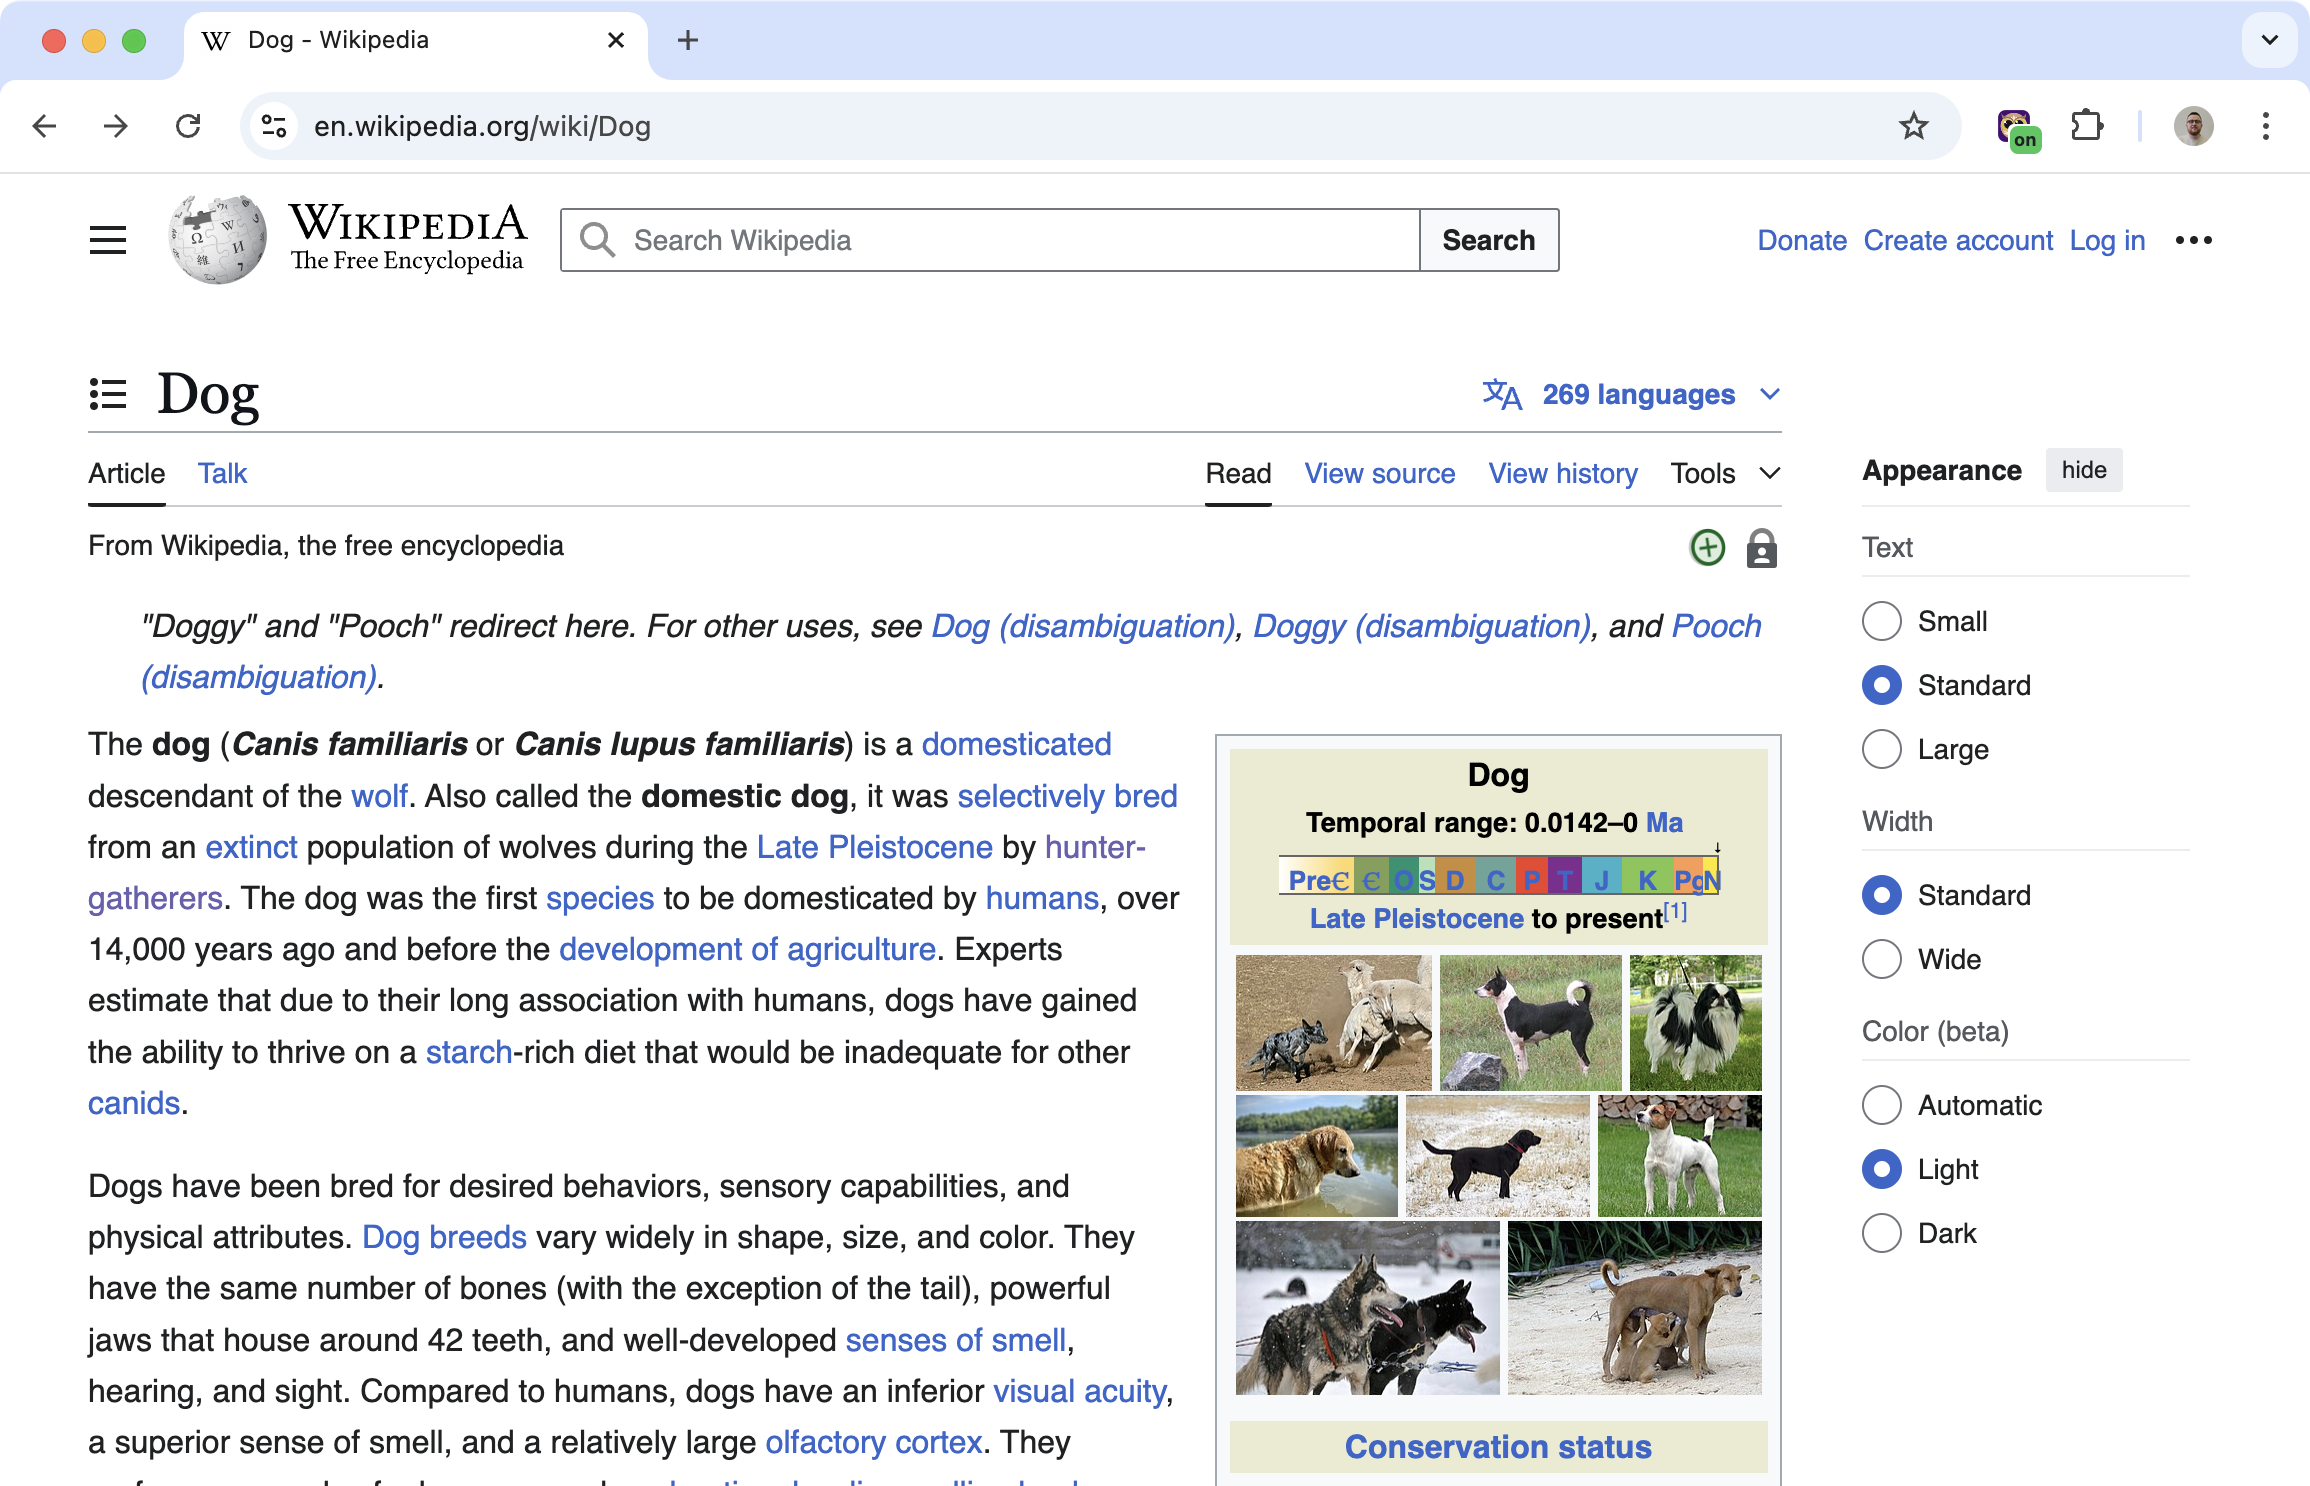 Dog - Wikipedia
en.wikipedia.org/wiki/Dog
on
WIKIPEDIA
The Free Encyclopedia
Search Wikipedia
Search
Donate Create account Log in
Dog
269 languages
Article Talk
Read View source View history Tools
From Wikipedia, the free encyclopedia
"Doggy" and "Pooch" redirect here. For other uses, see Dog (disambiguation), Doggy (disambiguation), and Pooch
(disambiguation).
The dog (Canis familiaris or Canis lupus familiaris) is a domesticated
descendant of the wolf. Also called the domestic dog, it was selectively bred
from an extinct population of wolves during the Late Pleistocene by hunter-
gatherers. The dog was the first species to be domesticated by humans, over
14,000 years ago and before the development of agriculture. Experts
estimate that due to their long association with humans, dogs have gained
the ability to thrive on a starch-rich diet that would be inadequate for other
canids.
Dogs have been bred for desired behaviors, sensory capabilities, and
physical attributes. Dog breeds vary widely in shape, size, and color. They
have the same number of bones (with the exception of the tail), powerful
jaws that house around 42 teeth, and well-developed senses of smell,
hearing, and sight. Compared to humans, dogs have an inferior visual acuity,
a superior sense of smell, and a relatively large olfactory cortex. They
Dog
Temporal range: 0.0142–0 Ma
↓
PreꞒ Ꞓ O S D C P T J K Pg N
Late Pleistocene to present[1]
Conservation status
Appearance hide
Text
Small
Standard
Large
Width
Standard
Wide
Color (beta)
Automatic
Light
Dark